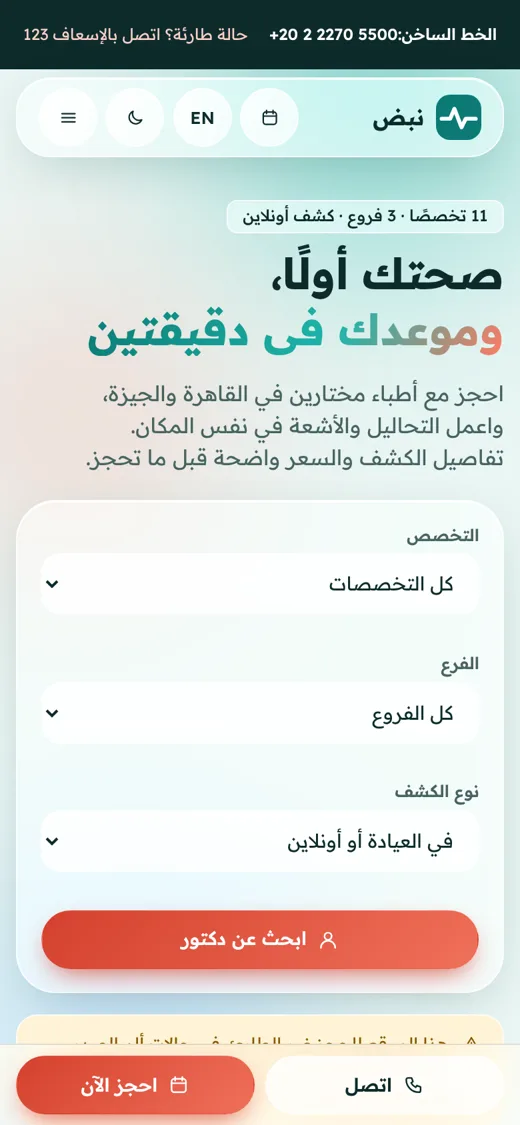 الخط الساخن: +20 2 2270 5500 حالة طارئة؟ اتصل بالإسعاف 123
نبض
EN
11 تخصصًا · 3 فروع · كشف أونلاين
صحتك أولًا،
وموعدك في دقيقتين
احجز مع أطباء مختارين في القاهرة والجيزة،
واعمل التحاليل والأشعة في نفس المكان.
تفاصيل الكشف والسعر واضحة قبل ما تحجز.
التخصص
كل التخصصات
الفرع
كل الفروع
نوع الكشف
في العيادة أو أونلاين
ابحث عن دكتور
اتصل
احجز الآن